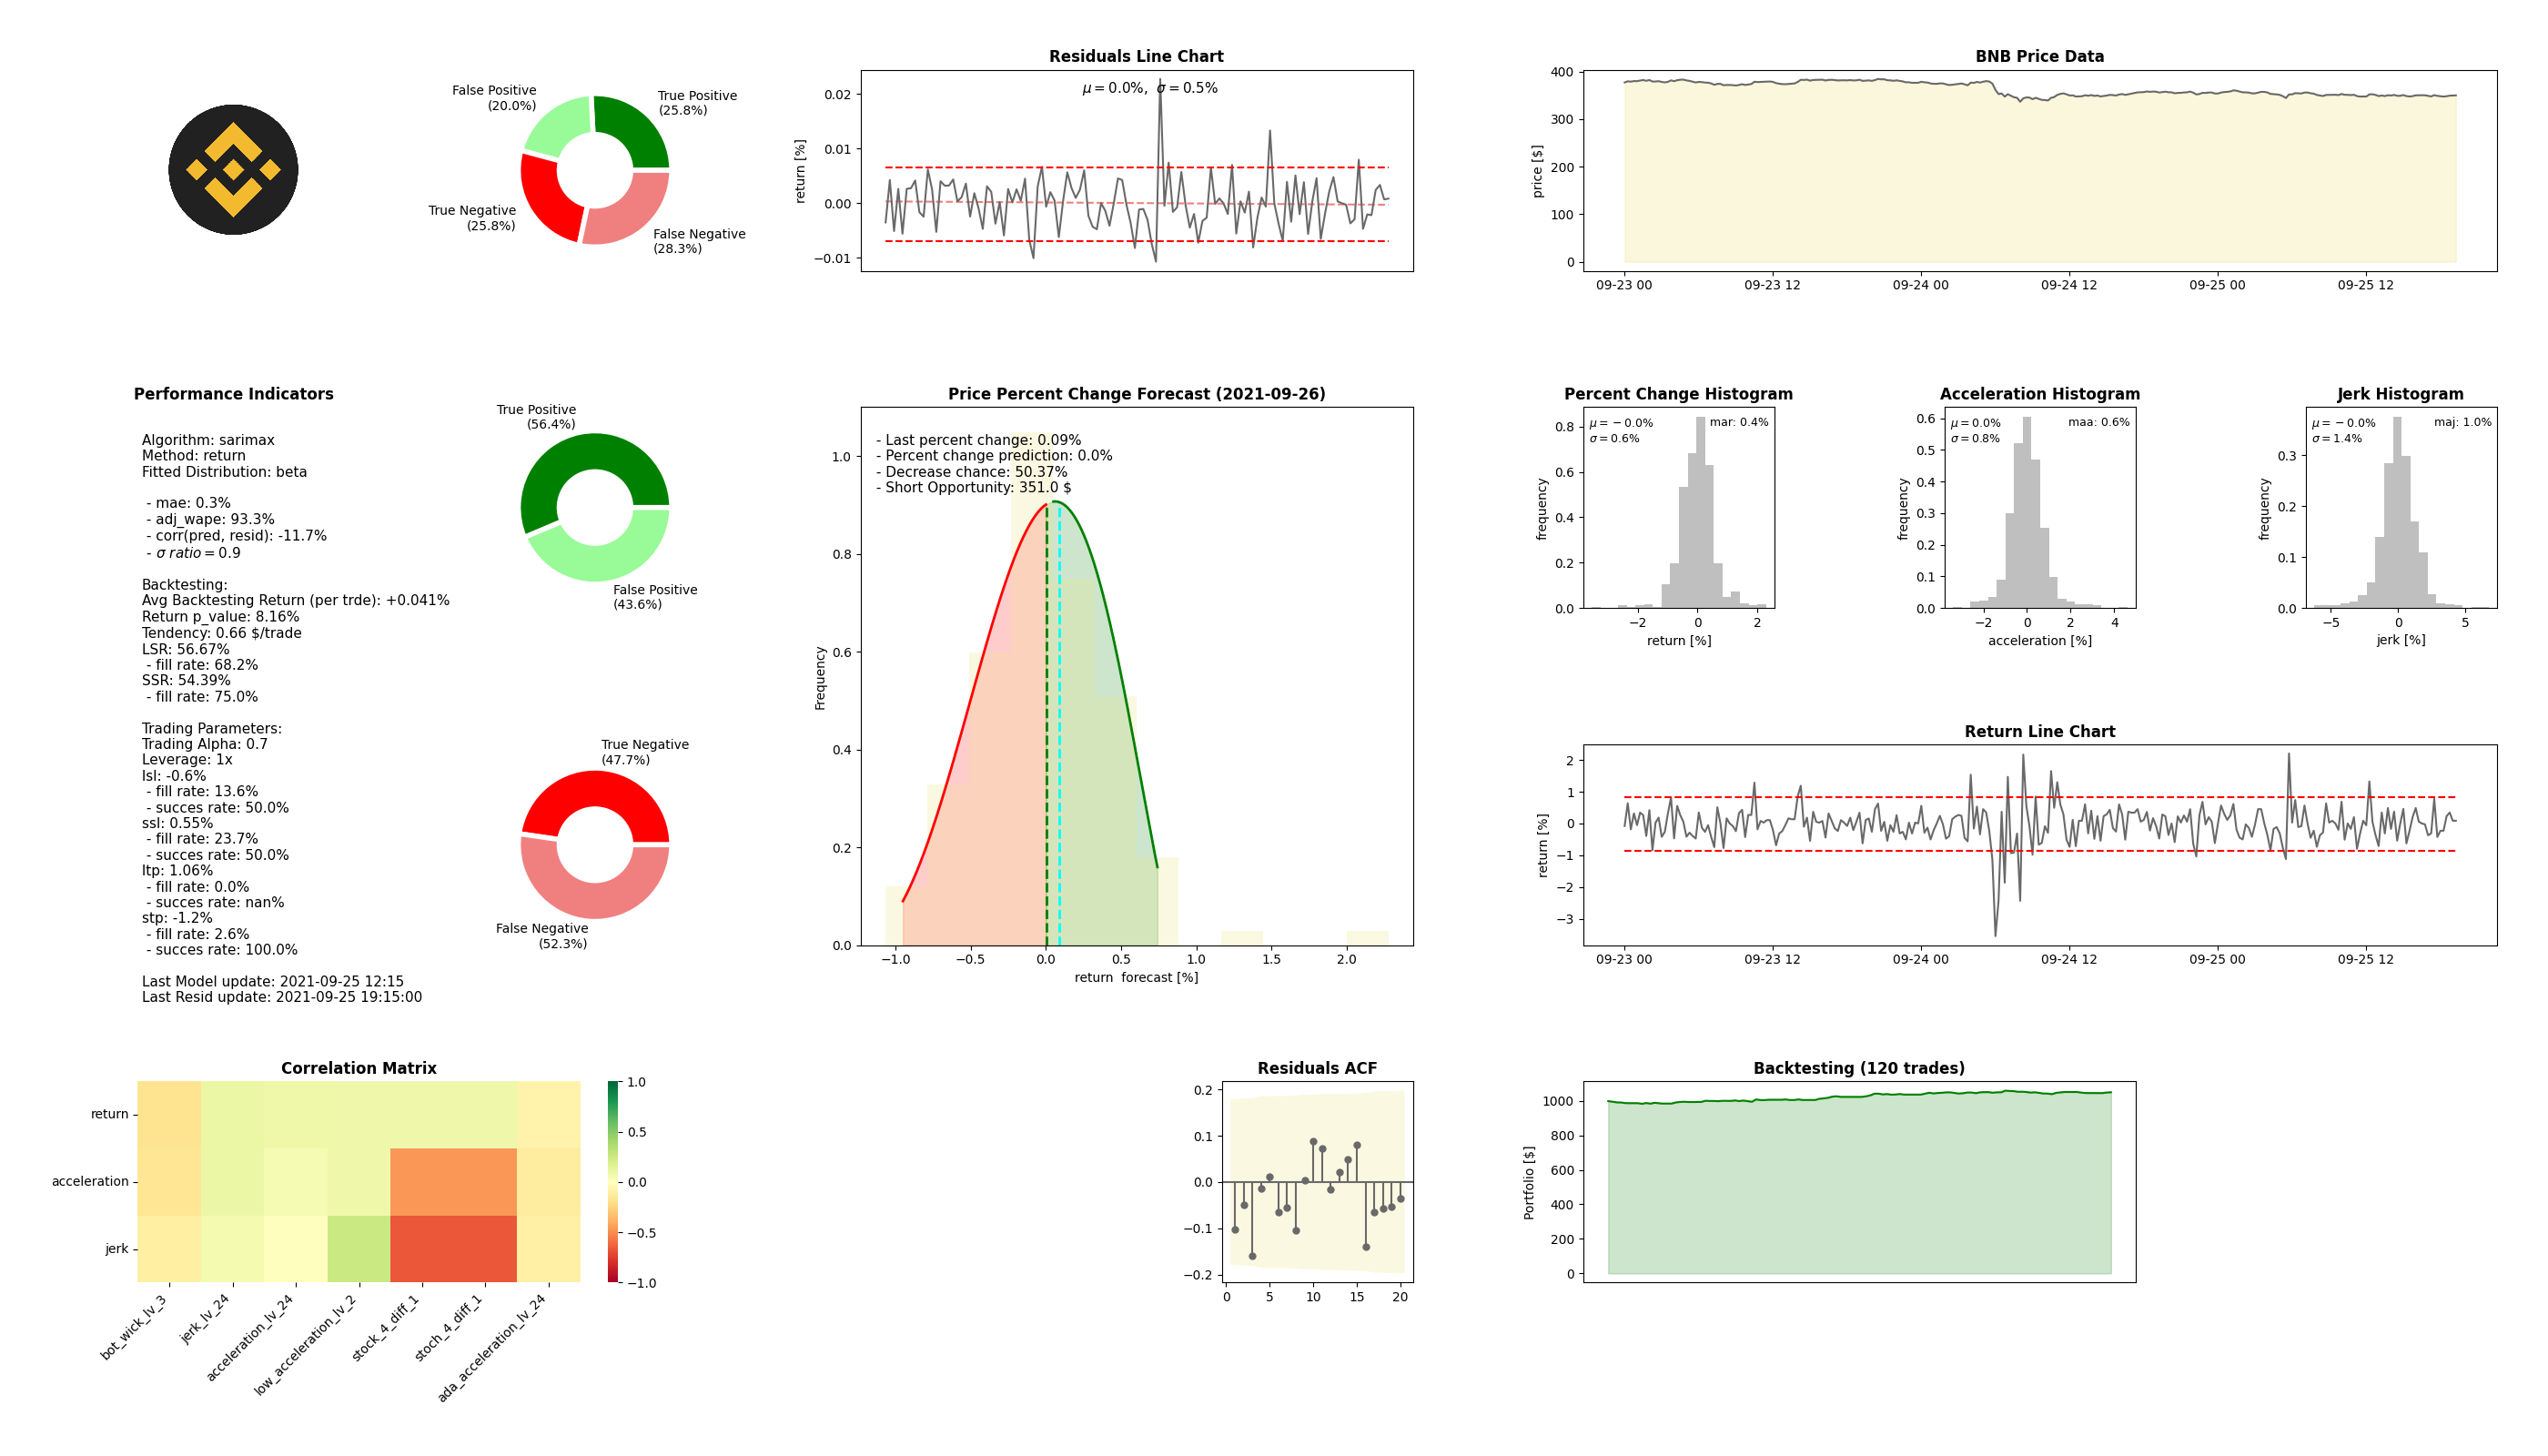 False Positive
(20.0%)
True Positive
(25.8%)
True Negative
(25.8%)
False Negative
(28.3%)
Residuals Line Chart
μ = 0.0%, σ = 0.5%
return [%]
0.02
0.01
0.00
−0.01
BNB Price Data
price [$]
400
300
200
100
0
09-23 00
09-23 12
09-24 00
09-24 12
09-25 00
09-25 12
Performance Indicators
Algorithm: sarimax
Method: return
Fitted Distribution: beta
- mae: 0.3%
- adj_wape: 93.3%
- corr(pred, resid): -11.7%
- σ ratio = 0.9
Backtesting:
Avg Backtesting Return (per trde): +0.041%
Return p_value: 8.16%
Tendency: 0.66 $/trade
LSR: 56.67%
- fill rate: 68.2%
SSR: 54.39%
- fill rate: 75.0%
Trading Parameters:
Trading Alpha: 0.7
Leverage: 1x
lsl: -0.6%
- fill rate: 13.6%
- succes rate: 50.0%
ssl: 0.55%
- fill rate: 23.7%
- succes rate: 50.0%
ltp: 1.06%
- fill rate: 0.0%
- succes rate: nan%
stp: -1.2%
- fill rate: 2.6%
- succes rate: 100.0%
Last Model update: 2021-09-25 12:15
Last Resid update: 2021-09-25 19:15:00
True Positive
(56.4%)
False Positive
(43.6%)
True Negative
(47.7%)
False Negative
(52.3%)
Price Percent Change Forecast (2021-09-26)
- Last percent change: 0.09%
- Percent change prediction: 0.0%
- Decrease chance: 50.37%
- Short Opportunity: 351.0 $
Frequency
1.0
0.8
0.6
0.4
0.2
0.0
−1.0
−0.5
0.0
0.5
1.0
1.5
2.0
return forecast [%]
Percent Change Histogram
μ = −0.0%
σ = 0.6%
mar: 0.4%
frequency
0.8
0.6
0.4
0.2
0.0
−2
0
2
return [%]
Acceleration Histogram
μ = 0.0%
σ = 0.8%
maa: 0.6%
frequency
0.6
0.5
0.4
0.3
0.2
0.1
0.0
−2
0
2
4
acceleration [%]
Jerk Histogram
μ = −0.0%
σ = 1.4%
maj: 1.0%
frequency
0.3
0.2
0.1
0.0
−5
0
5
jerk [%]
Return Line Chart
return [%]
2
1
0
−1
−2
−3
09-23 00
09-23 12
09-24 00
09-24 12
09-25 00
09-25 12
Correlation Matrix
return
acceleration
jerk
bot_wick_lv_3
jerk_lv_24
acceleration_lv_24
low_acceleration_lv_2
stock_4_diff_1
stoch_4_diff_1
ada_acceleration_lv_24
1.0
0.5
0.0
−0.5
−1.0
Residuals ACF
0.2
0.1
0.0
−0.1
−0.2
0
5
10
15
20
Backtesting (120 trades)
Portfolio [$]
1000
800
600
400
200
0